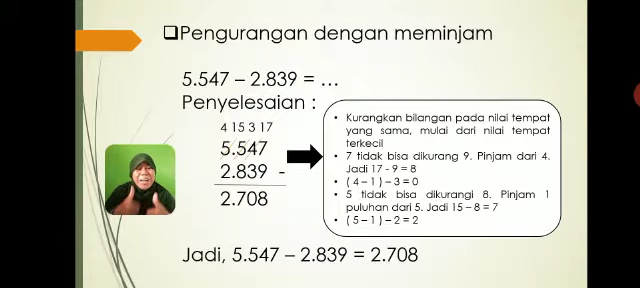 ❑Pengurangan dengan meminjam
5.547 – 2.839 = …
Penyelesaian :
4 15 3 17
5.547
2.839 -
2.708
• Kurangkan bilangan pada nilai tempat
yang sama, mulai dari nilai tempat
terkecil
• 7 tidak bisa dikurang 9. Pinjam dari 4.
Jadi 17 - 9 = 8
• ( 4 – 1 ) – 3 = 0
• 5 tidak bisa dikurangi 8. Pinjam 1
puluhan dari 5. Jadi 15 – 8 = 7
• ( 5 – 1 ) – 2 = 2
Jadi, 5.547 – 2.839 = 2.708